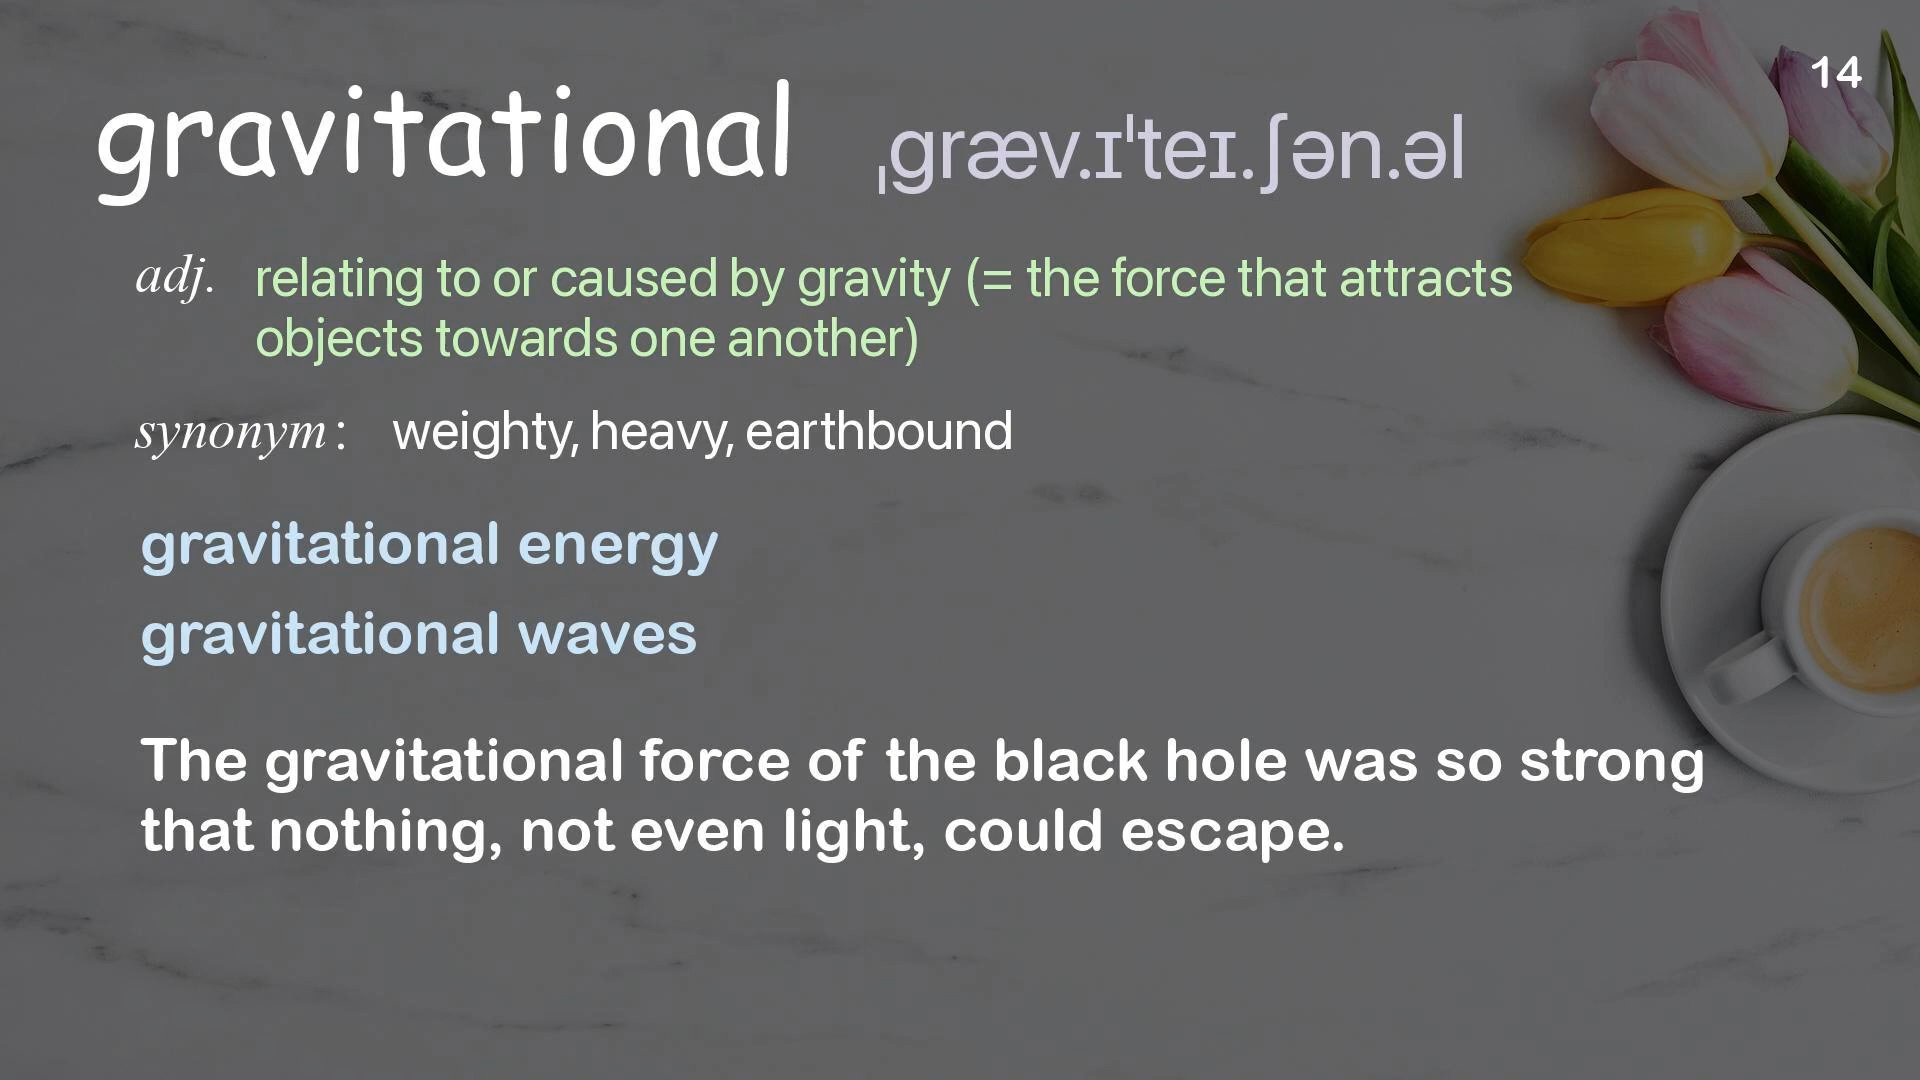 14
gravitational ˌɡræv.ɪˈteɪ.ʃən.əl
adj. relating to or caused by gravity (= the force that attracts
objects towards one another)
synonym : weighty, heavy, earthbound
gravitational energy
gravitational waves
The gravitational force of the black hole was so strong
that nothing, not even light, could escape.